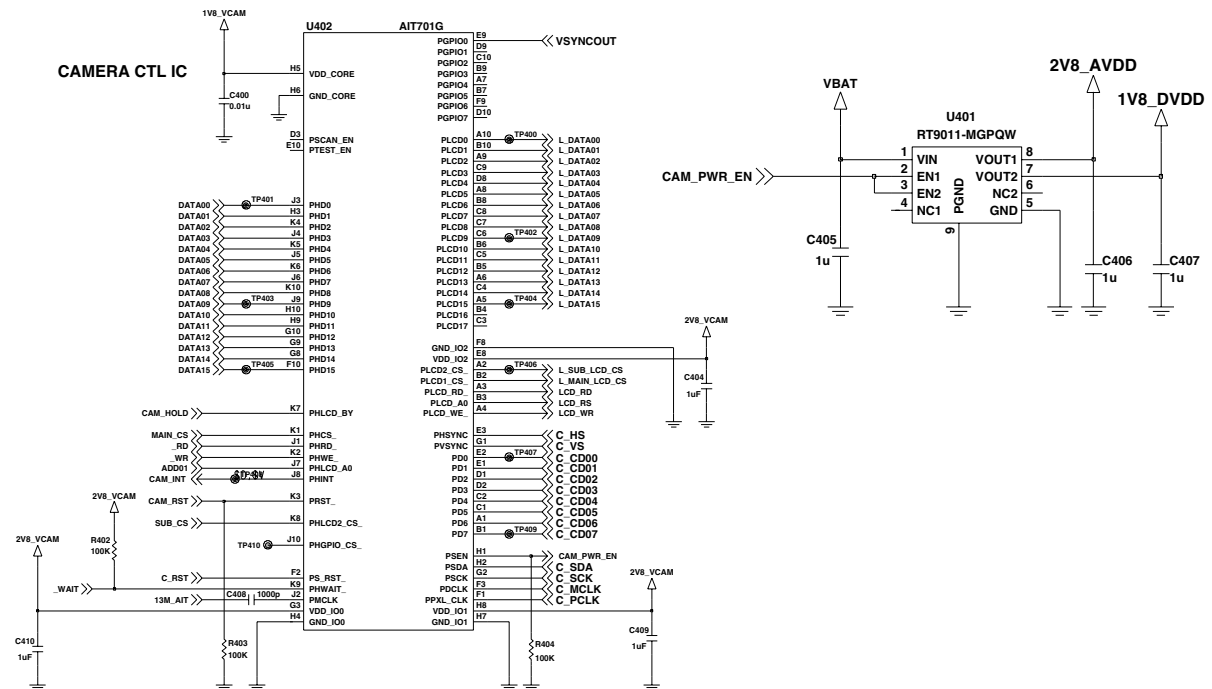 1V8_VCAM
U402 AIT701G
CAMERA CTL IC
C400
0.01u
H5 VDD_CORE
H6 GND_CORE
D3 PSCAN_EN
E10 PTEST_EN
DATA00 TP401 J3 PHD0
DATA01 H3 PHD1
DATA02 K4 PHD2
DATA03 J4 PHD3
DATA04 K5 PHD4
DATA05 J5 PHD5
DATA06 K6 PHD6
DATA07 J6 PHD7
DATA08 K10 PHD8
DATA09 TP403 J9 PHD9
DATA10 H10 PHD10
DATA11 H9 PHD11
DATA12 G10 PHD12
DATA13 G9 PHD13
DATA14 G8 PHD14
DATA15 TP405 F10 PHD15
CAM_HOLD K7 PHLCD_BY
MAIN_CS K1 PHCS_
_RD J1 PHRD_
_WR K2 PHWE_
ADD01 J7 PHLCD_A0
CAM_INT J8 PHINT
CAM_RST K3 PRST_
2V8_VCAM
SUB_CS K8 PHLCD2_CS_
R402
100K
TP410 J10 PHGPIO_CS_
2V8_VCAM
C_RST F2 PS_RST_
_WAIT K9 PHWAIT_
13M_AIT C408 1000p J2 PMCLK
G3 VDD_IO0
H4 GND_IO0
C410
1uF
R403
100K
PGPIO0 E9 VSYNCOUT
PGPIO1 D9
PGPIO2 C10
PGPIO3 B9
PGPIO4 A7
PGPIO5 B7
PGPIO6 F9
PGPIO7 D10
PLCD0 A10 TP400 L_DATA00
PLCD1 B10 L_DATA01
PLCD2 A9 L_DATA02
PLCD3 C9 L_DATA03
PLCD4 D8 L_DATA04
PLCD5 A8 L_DATA05
PLCD6 B8 L_DATA06
PLCD7 C8 L_DATA07
PLCD8 C7 L_DATA08
PLCD9 C6 TP402 L_DATA09
PLCD10 B6 L_DATA10
PLCD11 C5 L_DATA11
PLCD12 B5 L_DATA12
PLCD13 A6 L_DATA13
PLCD14 C4 L_DATA14
PLCD15 A5 TP404 L_DATA15
PLCD16 B4
PLCD17 C3
2V8_VCAM
GND_IO2 F8
VDD_IO2 E8
PLCD2_CS_ A2 TP406 L_SUB_LCD_CS
PLCD1_CS_ B2 L_MAIN_LCD_CS
PLCD_RD_ A3 LCD_RD
PLCD_A0 B3 LCD_RS
PLCD_WE_ A4 LCD_WR
C404
1uF
PHSYNC E3 C_HS
PVSYNC G1 C_VS
PD0 E2 TP407 C_CD00
PD1 E1 C_CD01
PD2 D1 C_CD02
PD3 D2 C_CD03
PD4 C2 C_CD04
PD5 C1 C_CD05
PD6 A1 C_CD06
PD7 B1 TP409 C_CD07
PSEN H1 CAM_PWR_EN
PSDA H2 C_SDA
PSCK G2 C_SCK
PDCLK F3 C_MCLK
PPXL_CLK F1 C_PCLK
2V8_VCAM
VDD_IO1 H8
GND_IO1 H7
R404
100K
C409
1uF
2V8_AVDD
VBAT
1V8_DVDD
U401
RT9011-MGPQW
1 VIN VOUT1 8
CAM_PWR_EN 2 EN1 VOUT2 7
3 EN2 NC2 6
4 NC1 GND 5
PGND
9
C405
1u
C406
1u
C407
1u